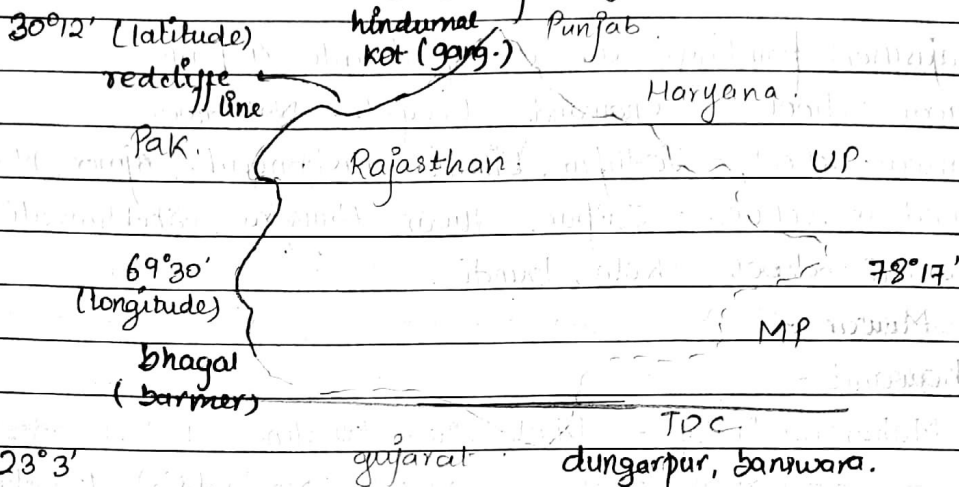 30°12' (latitude)
hindumal
kot (gang.)
Punjab
redcliffe
line
Haryana.
Pak.
Rajasthan.
UP.
69°30'
(longitude)
78°17'
MP
bhagal
(barmer)
TOC
23°3'
gujarat
dungarpur, banswara.